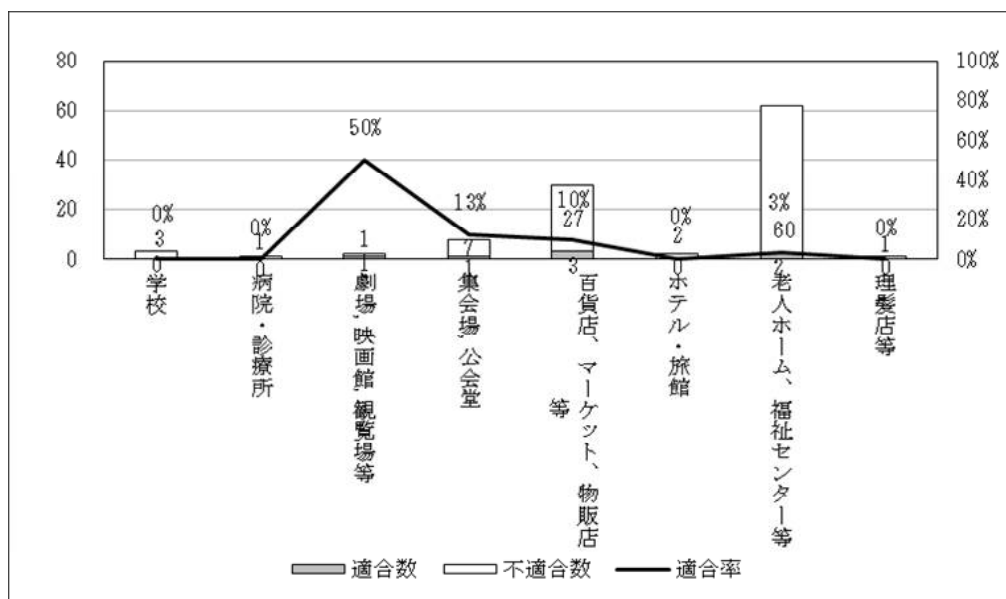 80
60
40
20
0
100%
80%
60%
40%
20%
0%
0%
3
0
0%
1
0
50%
1
1
13%
7
1
10%
27
3
0%
2
0
3%
60
2
0%
1
0
学校
病院・診療所
劇場,映画館,観覧場等
集会場,公会堂
百貨店、マーケット、物販店
等
ホテル・旅館
老人ホーム、福祉センター等
理髪店等
適合数
不適合数
適合率